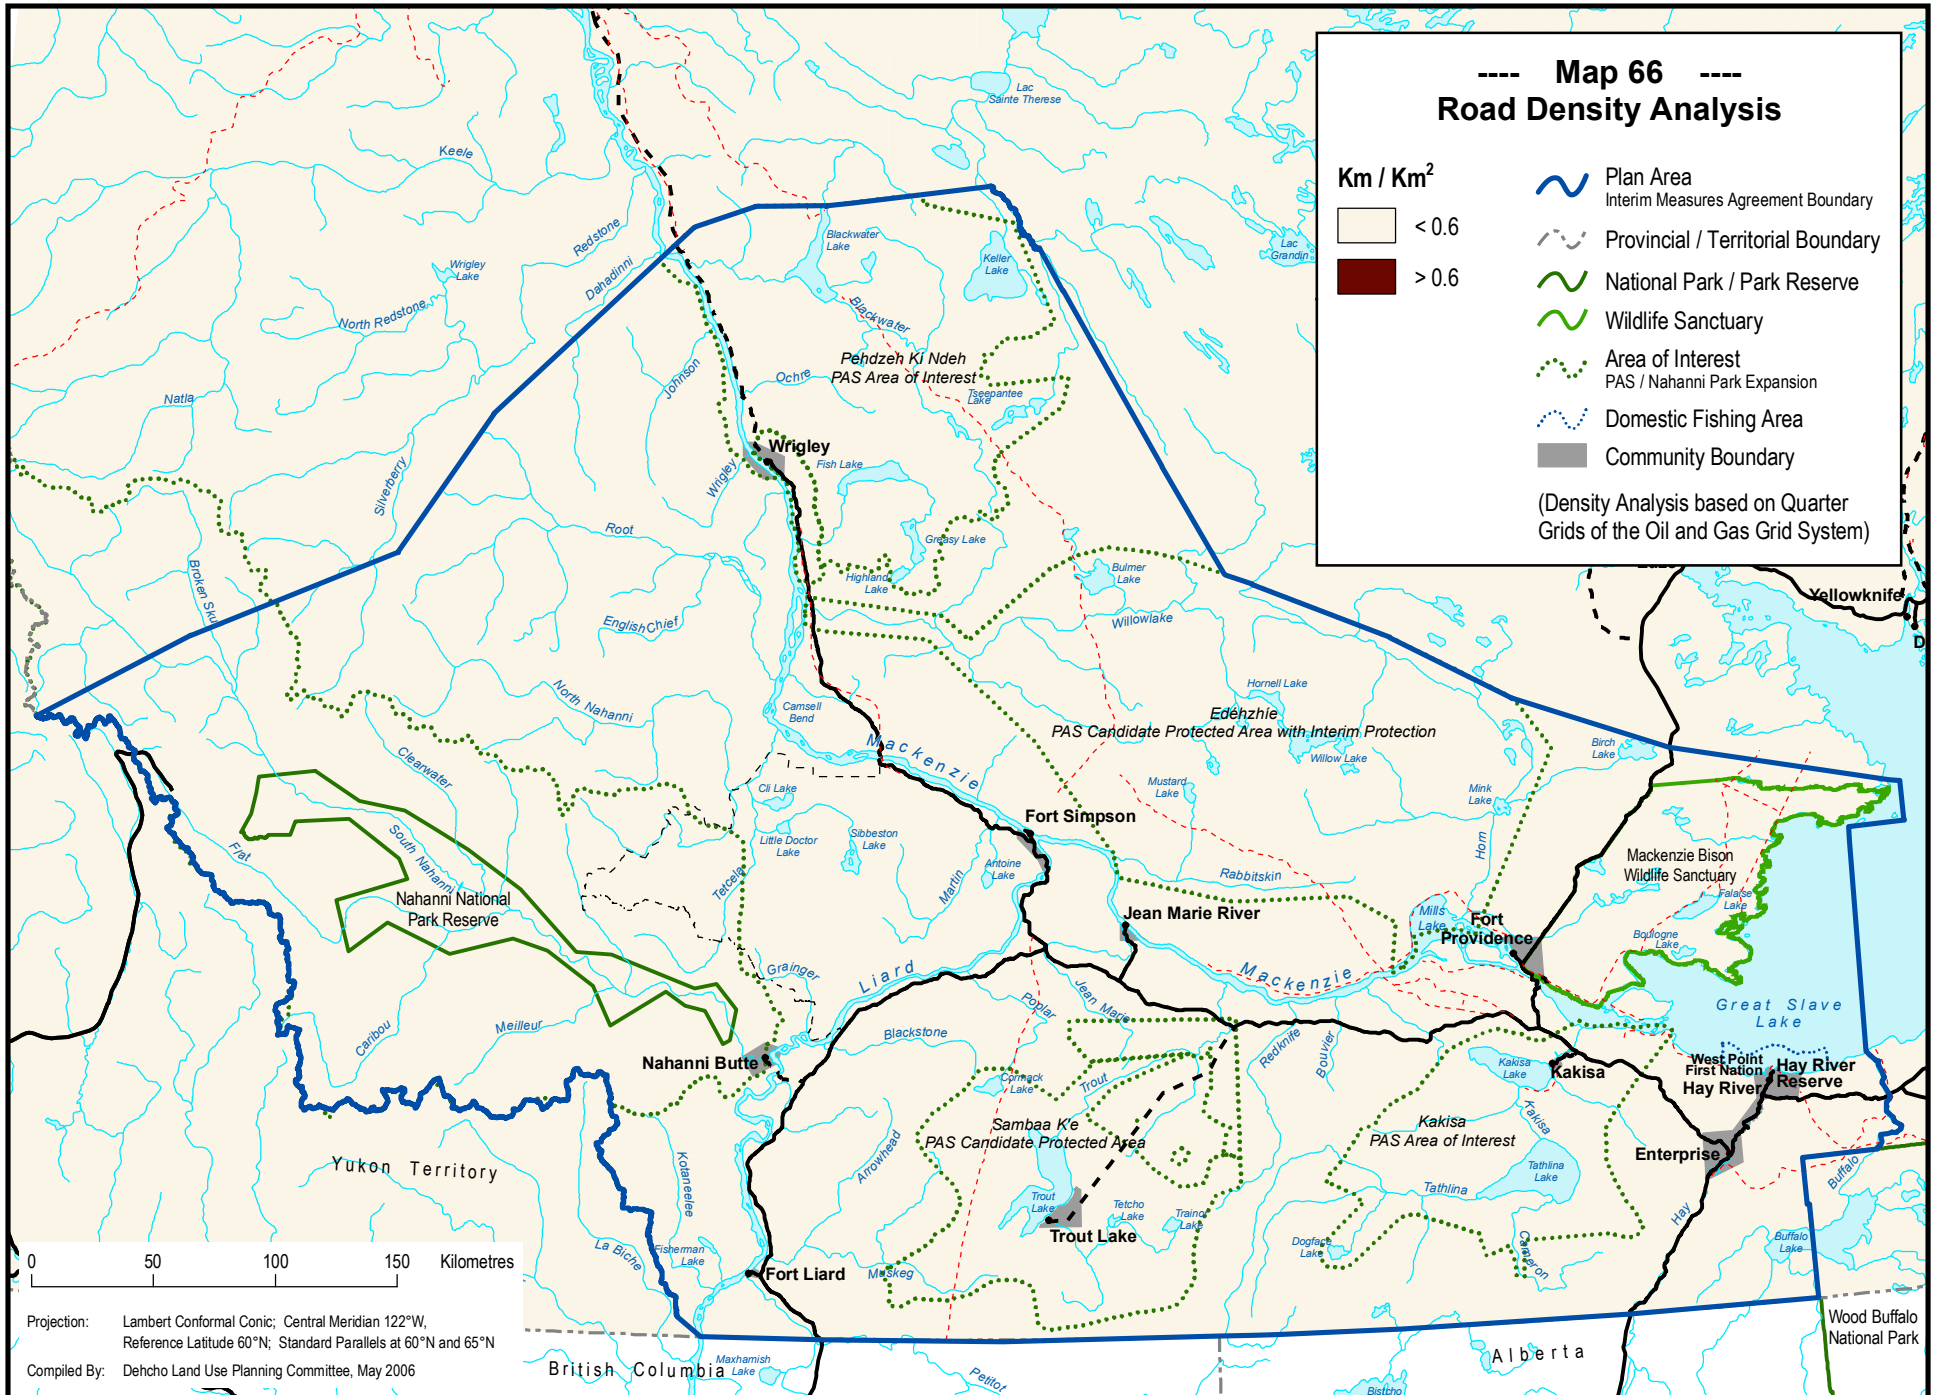 ---- Map 66 ----
Road Density Analysis
Km / Km²
< 0.6
> 0.6
Plan Area
Interim Measures Agreement Boundary
Provincial / Territorial Boundary
National Park / Park Reserve
Wildlife Sanctuary
Area of Interest
PAS / Nahanni Park Expansion
Domestic Fishing Area
Community Boundary
(Density Analysis based on Quarter
Grids of the Oil and Gas Grid System)
Lac
Sainte Therese
Keele
Redstone
Blackwater
Lake
Keller
Lake
Lac
Grandin
Wrigley
Lake
Dahadinni
North Redstone
Blackwater
Pehdzeh Ki Ndeh
PAS Area of Interest
Johnson
Ochre
Tseepantee
Lake
Natla
Wrigley
Wrigley
Fish Lake
Silverberry
Root
Greasy Lake
Highland
Lake
Bulmer
Lake
Broken Sku
English Chief
Willowlake
Yellowknife
D
North Nahanni
Camsell
Bend
Hornell Lake
Edéhzhíe
PAS Candidate Protected Area with Interim Protection
Willow Lake
Birch
Lake
Mackenzie
Clearwater
Cli Lake
Mustard
Lake
Mink
Lake
Fort Simpson
Little Doctor
Lake
Sibbeston
Lake
Antoine
Lake
Martin
Tetcela
Horn
Rabbitskin
Mackenzie Bison
Wildlife Sanctuary
Falaise
Lake
Flat
South Nahanni
Nahanni National
Park Reserve
Jean Marie River
Mills
Lake
Fort
Providence
Boulogne
Lake
Grainger
Liard
Mackenzie
Poplar
Jean Marie
Great Slave
Lake
Caribou
Meilleur
Blackstone
Redknife
Bouvier
Nahanni Butte
Cormack
Lake
Trout
Kakisa
Lake
Kakisa
West Point
First Nation
Hay River
Hay River
Reserve
Sambaa K'e
PAS Candidate Protected Area
Kakisa
PAS Area of Interest
Kakisa
Enterprise
Arrowhead
Yukon Territory
Kotaneelee
Tathlina
Lake
Tathlina
Buffalo
Trout
Lake
Tetcho
Lake
Trainor
Lake
Trout Lake
Hay
La Biche
Fisherman
Lake
Dogface
Lake
Cameron
Buffalo
Lake
Fort Liard
Muskeg
0 50 100 150 Kilometres
Projection: Lambert Conformal Conic; Central Meridian 122°W,
Reference Latitude 60°N; Standard Parallels at 60°N and 65°N
Compiled By: Dehcho Land Use Planning Committee, May 2006
British Columbia
Maxhamish
Lake
Petitot
Alberta
Bistcho
Wood Buffalo
National Park